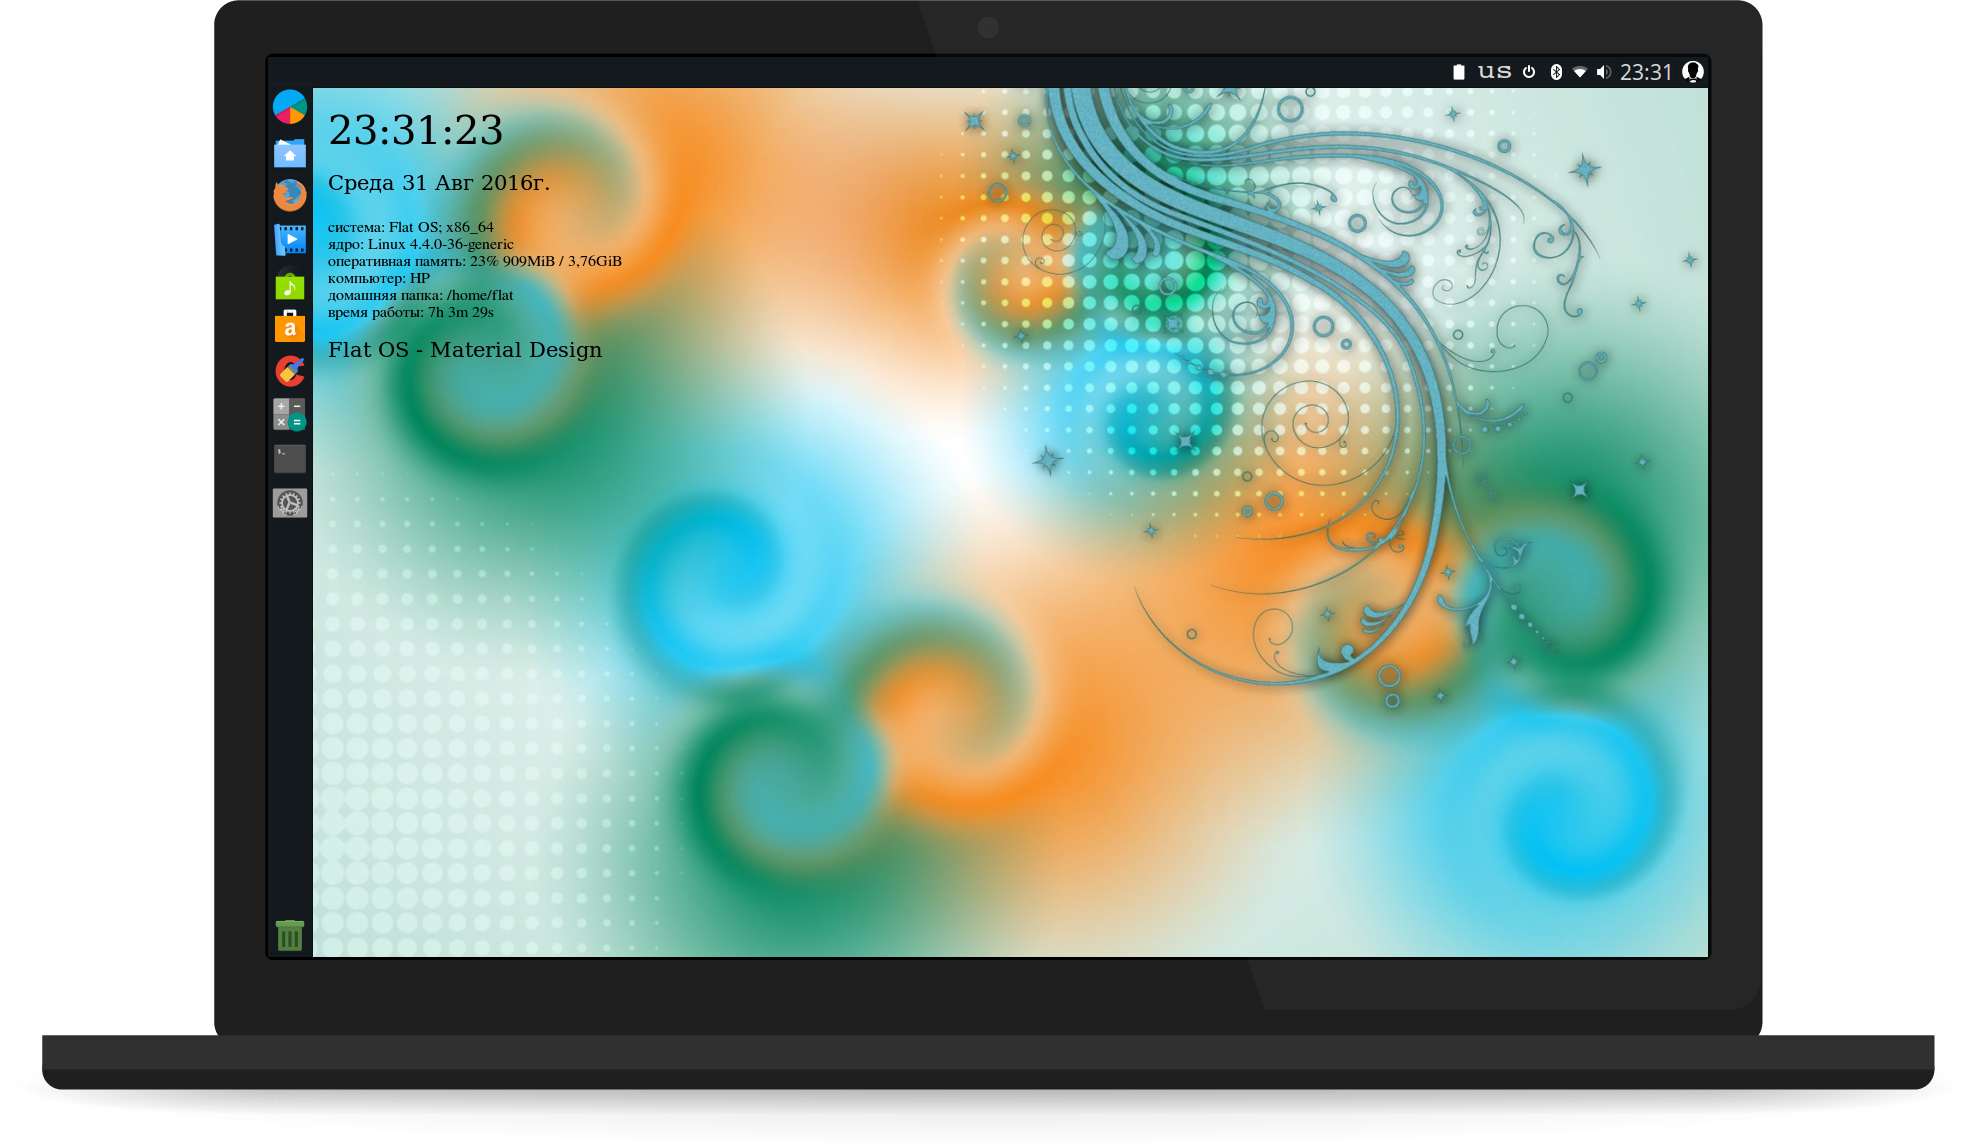 us 23:31
23:31:23
Среда 31 Авг 2016г.
система: Flat OS; x86_64
ядро: Linux 4.4.0-36-generic
оперативная память: 23% 909MiB / 3,76GiB
компьютер: HP
домашняя папка: /home/flat
время работы: 7h 3m 29s
Flat OS - Material Design
a